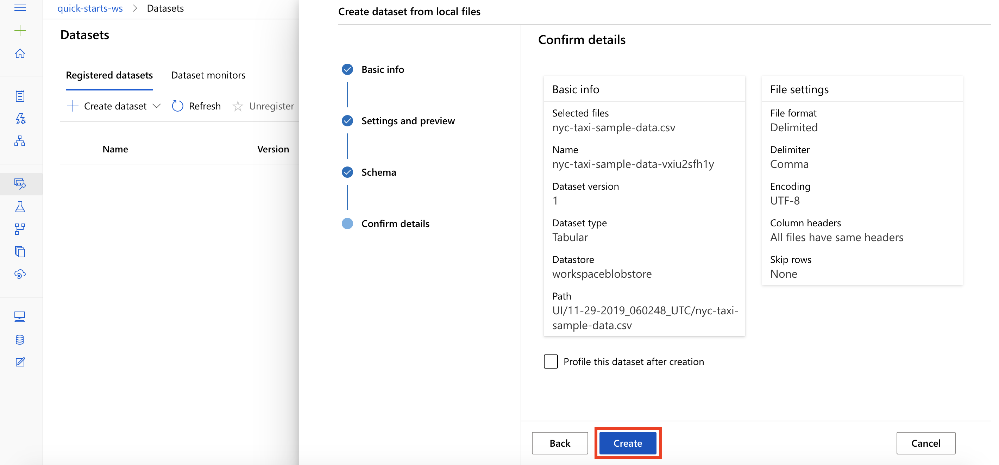 quick-starts-ws > Datasets
Datasets
Registered datasets
Dataset monitors
Create dataset
Refresh
Unregister
Name
Version
Create dataset from local files
Basic info
Settings and preview
Schema
Confirm details
Confirm details
Basic info
Selected files
nyc-taxi-sample-data.csv
Name
nyc-taxi-sample-data-vxiu2sfh1y
Dataset version
1
Dataset type
Tabular
Datastore
workspaceblobstore
Path
UI/11-29-2019_060248_UTC/nyc-taxi-
sample-data.csv
File settings
File format
Delimited
Delimiter
Comma
Encoding
UTF-8
Column headers
All files have same headers
Skip rows
None
Profile this dataset after creation
Back
Create
Cancel